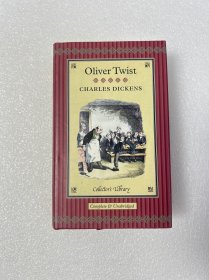 Oliver Twist
CHARLES DICKENS
Collector's Library
Complete & Unabridged